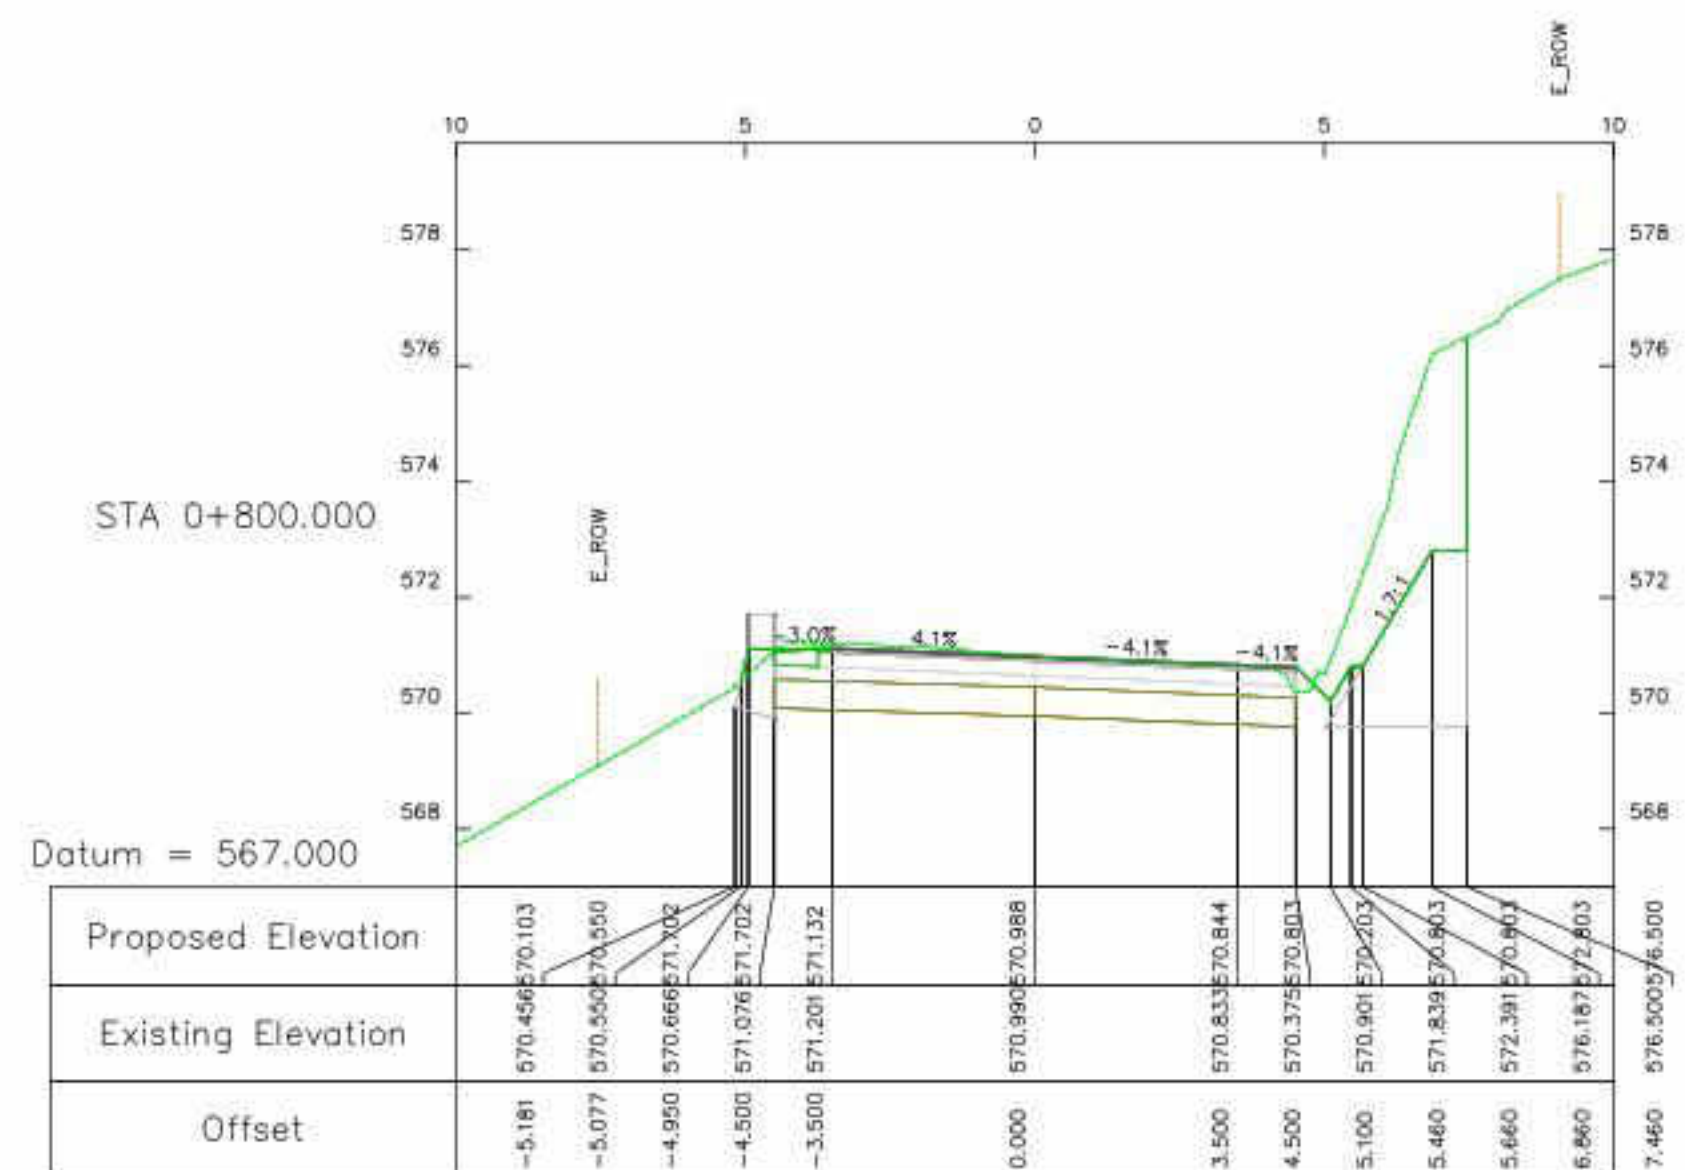 E_ROW
10 5 0 5 10
578 578
576 576
574 574
STA 0+800.000
E_ROW
572 572
1.2:1
-3.0% 4.1% -4.1% -4.1%
570 570
568 568
Datum = 567.000
Proposed Elevation 570.103 570.550 571.702 571.702 571.132 570.988 570.844 570.803 570.203 570.803 570.803 572.803 576.500
Existing Elevation 570.456 570.550 570.666 571.076 571.201 570.990 570.833 570.375 570.901 571.839 572.391 576.187 576.500
Offset -5.181 -5.077 -4.950 -4.500 -3.500 0.000 3.500 4.500 5.100 5.460 5.660 6.860 7.460